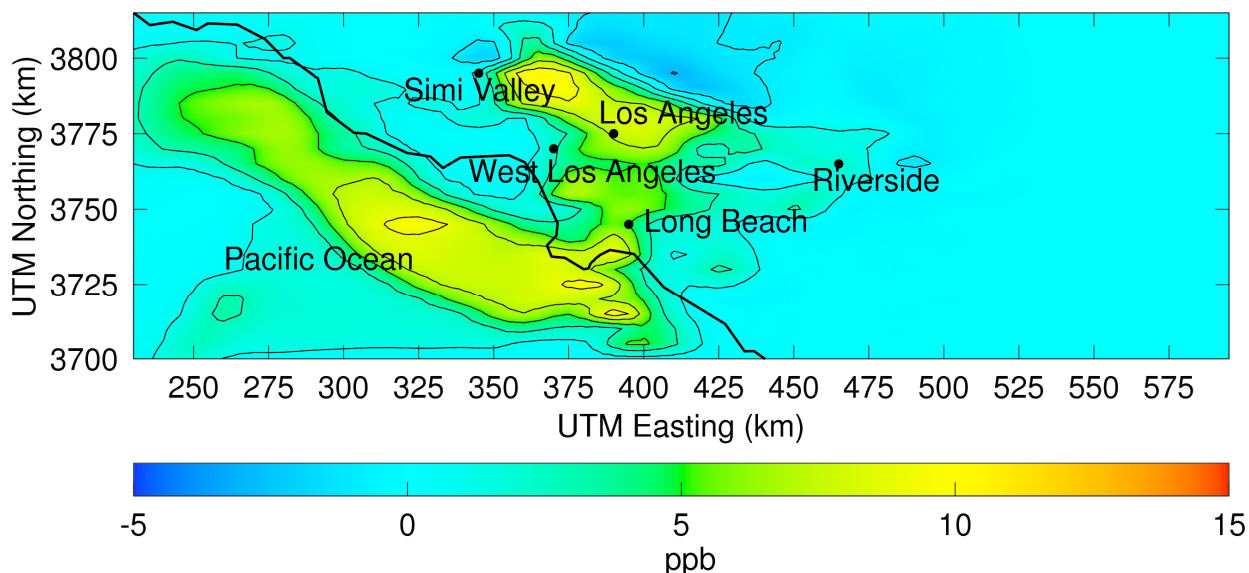 UTM Northing (km)
3800
3775
3750
3725
3700
Simi Valley
Los Angeles
West Los Angeles
Riverside
Long Beach
Pacific Ocean
250 275 300 325 350 375 400 425 450 475 500 525 550 575
UTM Easting (km)
-5 0 5 10 15
ppb